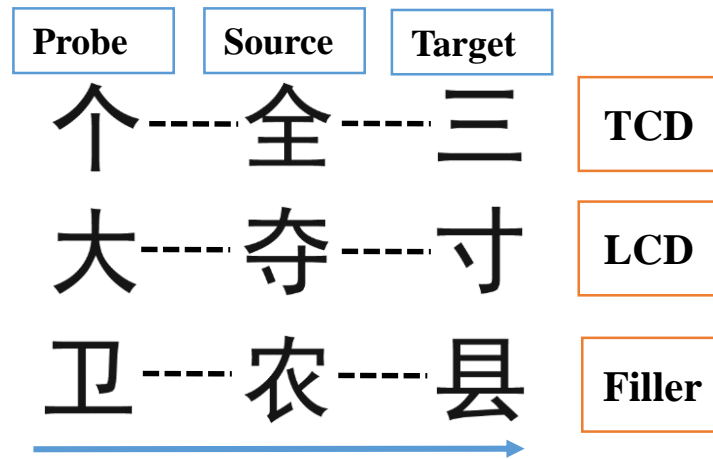 Probe Source Target
个 全 三 TCD
大 夺 寸 LCD
卫 农 县 Filler